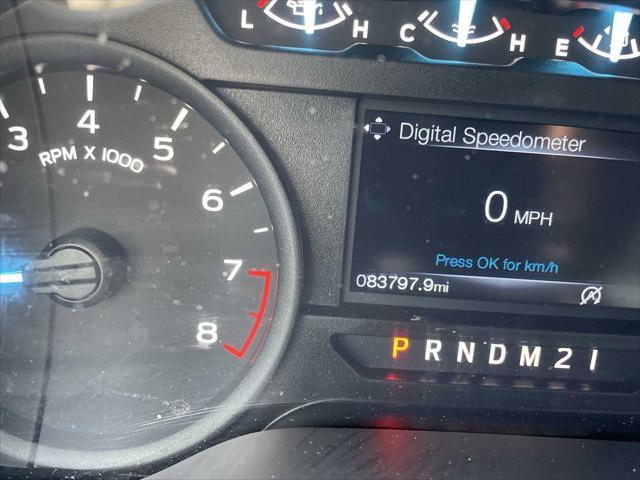 L H C H E
Digital Speedometer
0 MPH
Press OK for km/h
083797.9mi
P R N D M 2 1
3 4 5 6 7 8
RPM X 1000